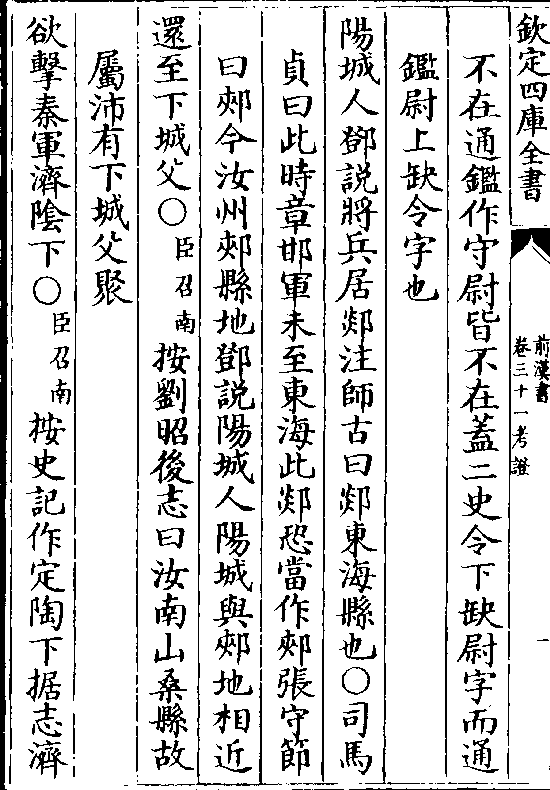 欽定四庫全書
前漢書
卷三十一考證
一
不在通鑑作守尉皆不在蓋二史令下缺尉字而通
鑑尉上缺令字也
陽城人鄧說將兵居郯注師古曰郯東海縣也○司馬
貞曰此時章邯軍未至東海此郯恐當作郟張守節
曰郟今汝州郟縣地鄧說陽城人陽城與郟地相近
還至下城父○臣召南按劉昭後志曰汝南山桑縣故
屬沛有下城父聚
欲擊秦軍濟隂下○臣召南按史記作定陶下据志濟